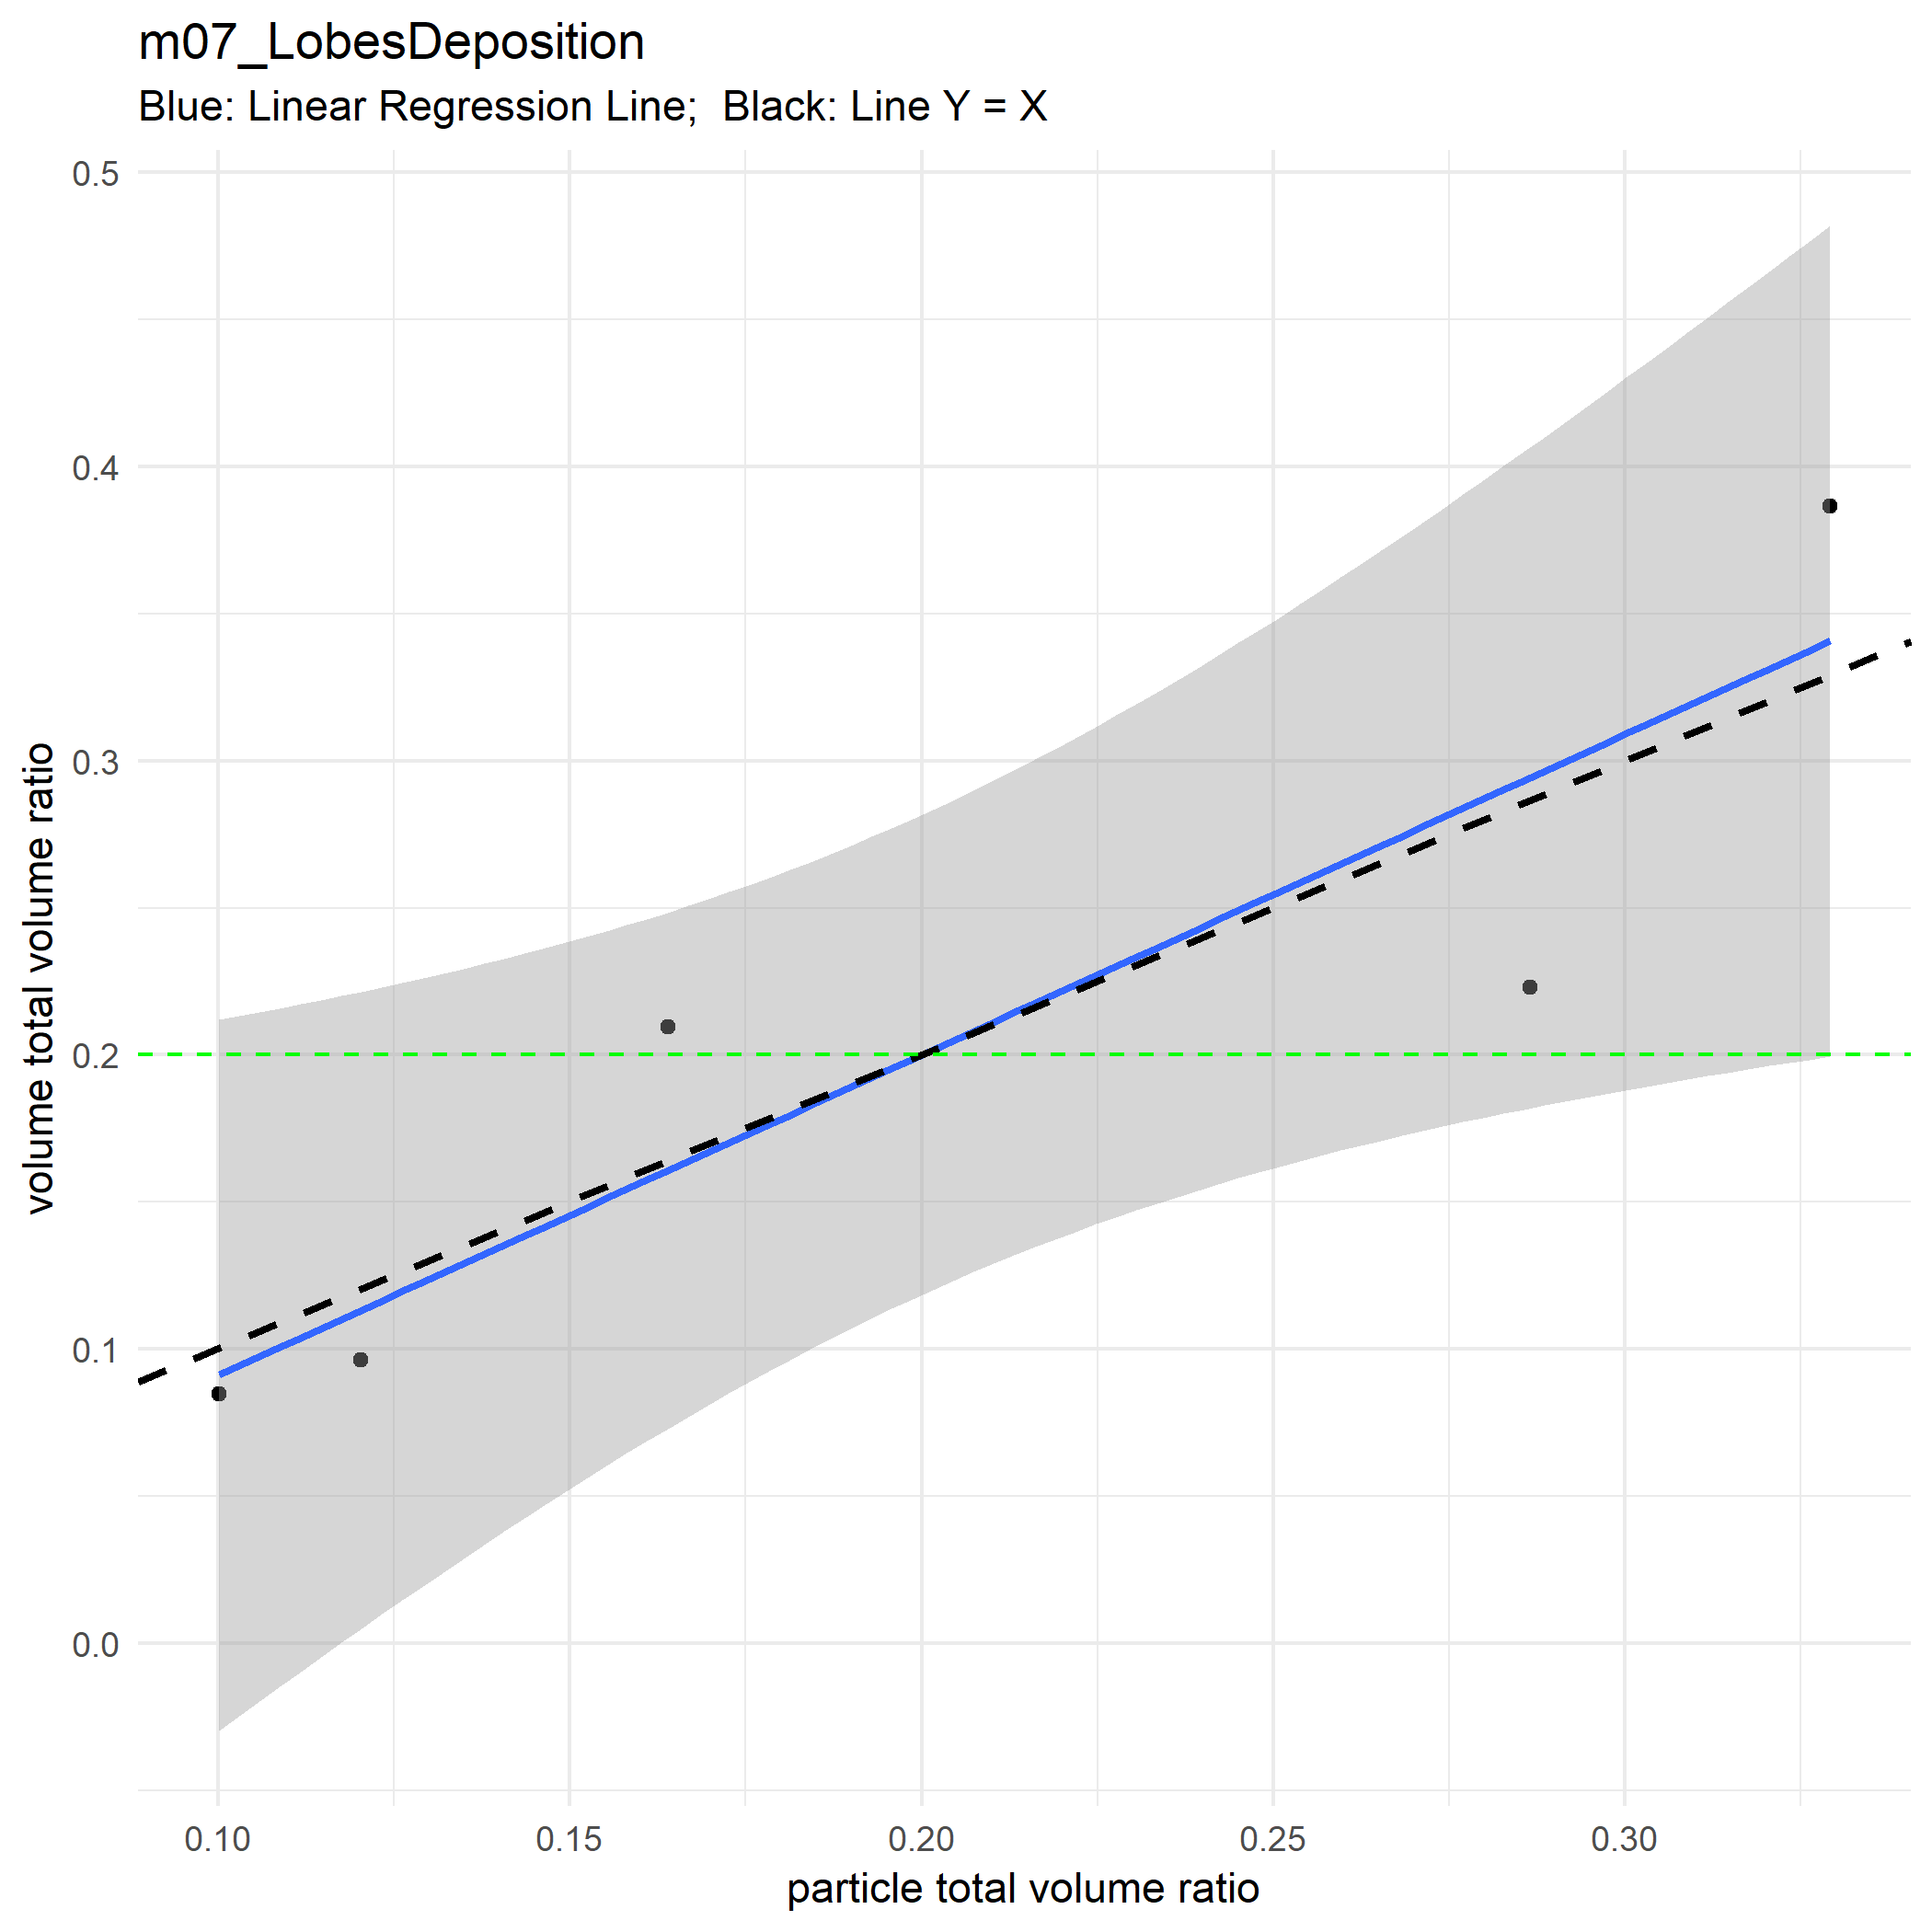 m07_LobesDeposition
Blue: Linear Regression Line;  Black: Line Y = X
0.5
0.4
0.3
0.2
0.1
0.0
volume total volume ratio
0.10 0.15 0.20 0.25 0.30
particle total volume ratio